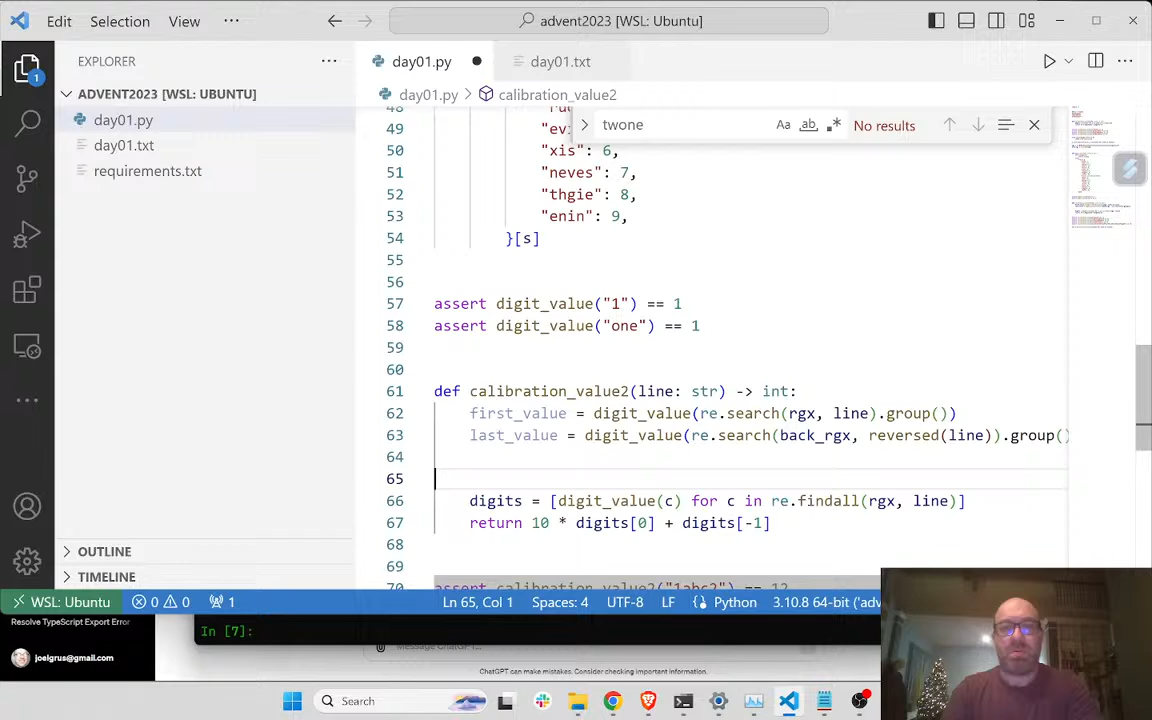 Edit Selection View ··· advent2023 [WSL: Ubuntu]
EXPLORER ··· day01.py day01.txt
ADVENT2023 [WSL: UBUNTU]
day01.py > calibration_value2
day01.py
day01.txt
requirements.txt
twone Aa ab No results
48
49 "evi
50 "xis": 6,
51 "neves": 7,
52 "thgie": 8,
53 "enin": 9,
54 }[s]
55
56
57 assert digit_value("1") == 1
58 assert digit_value("one") == 1
59
60
61 def calibration_value2(line: str) -> int:
62 first_value = digit_value(re.search(rgx, line).group())
63 last_value = digit_value(re.search(back_rgx, reversed(line)).group()
64
65
66 digits = [digit_value(c) for c in re.findall(rgx, line)]
67 return 10 * digits[0] + digits[-1]
68
69
70 assert calibration_value2("1abc2") == 12
1
OUTLINE
TIMELINE
WSL: Ubuntu 0 0 1 Ln 65, Col 1 Spaces: 4 UTF-8 LF Python 3.10.8 64-bit ('adv
Resolve TypeScript Export Error
In [7]:
Message ChatGPT...
joelgrus@gmail.com
ChatGPT can make mistakes. Consider checking important information.
Search